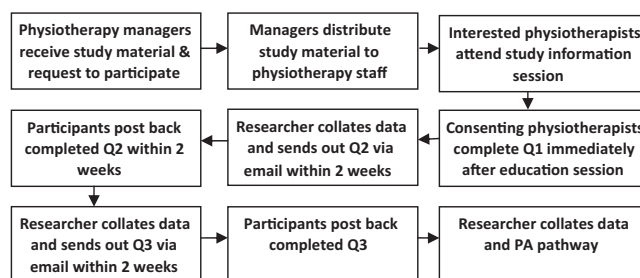 Physiotherapy managers
receive study material &
request to participate
Managers distribute
study material to
physiotherapy staff
Interested physiotherapists
attend study information
session
Consenting physiotherapists
complete Q1 immediately
after education session
Researcher collates data
and sends out Q2 via
email within 2 weeks
Participants post back
completed Q2 within 2
weeks
Researcher collates data
and sends out Q3 via
email within 2 weeks
Participants post back
completed Q3
Researcher collates data
and PA pathway